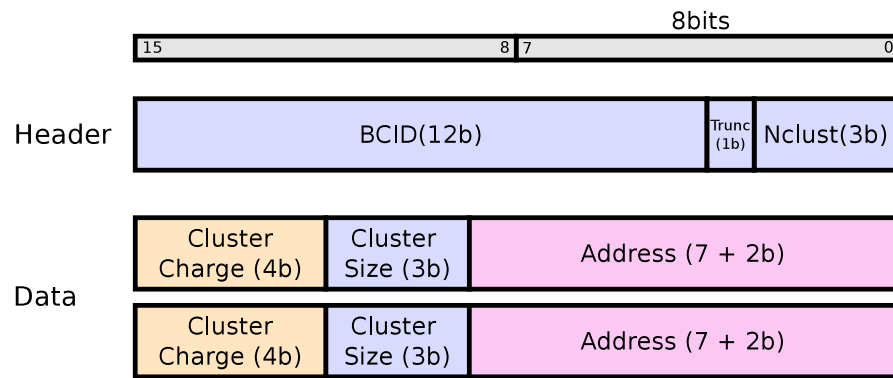 8bits
15 8 7 0
Header BCID(12b) Trunc (1b) Nclust(3b)
Data
Cluster Charge (4b) Cluster Size (3b) Address (7 + 2b)
Cluster Charge (4b) Cluster Size (3b) Address (7 + 2b)